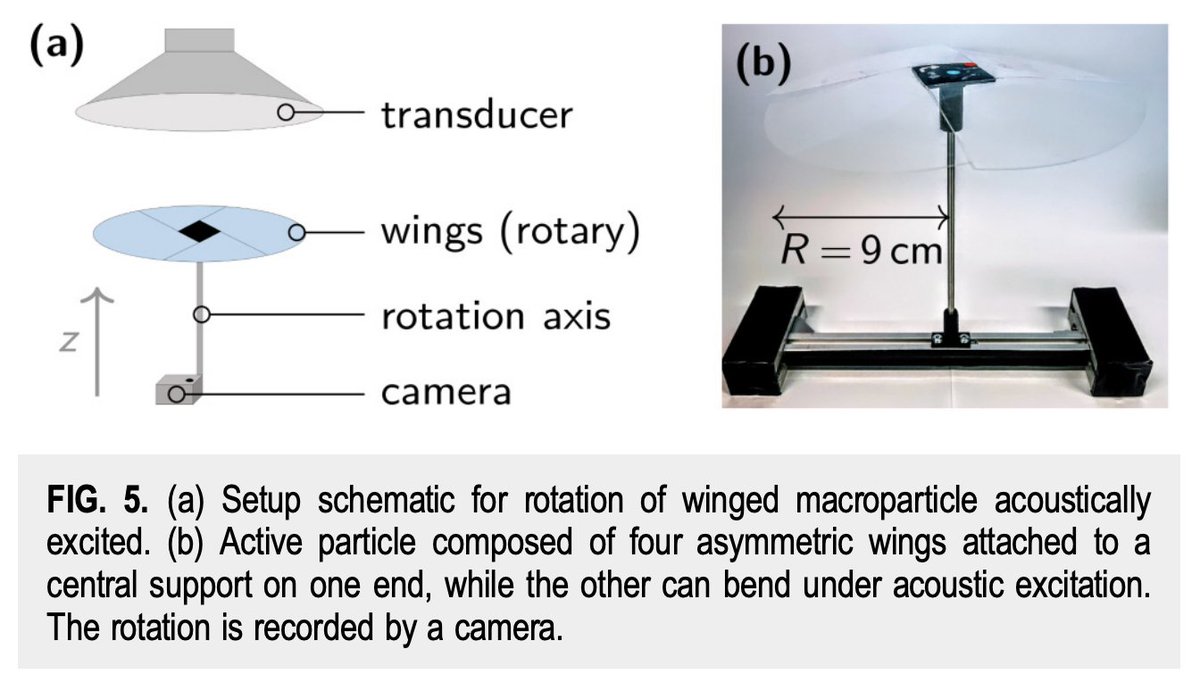 (a)
transducer
wings (rotary)
rotation axis
z
camera
(b)
R = 9 cm
FIG. 5. (a) Setup schematic for rotation of winged macroparticle acoustically
excited. (b) Active particle composed of four asymmetric wings attached to a
central support on one end, while the other can bend under acoustic excitation.
The rotation is recorded by a camera.